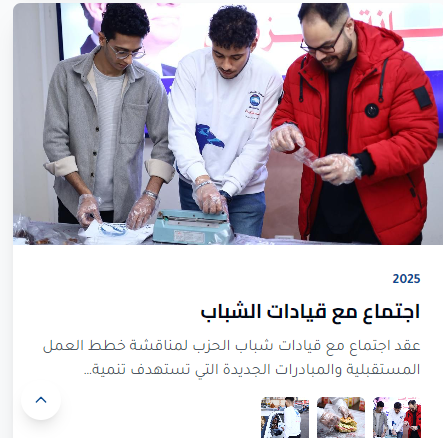 2025
اجتماع مع قيادات الشباب
عقد اجتماع مع قيادات شباب الحزب لمناقشة خطط العمل
المستقبلية والمبادرات الجديدة التي تستهدف تنمية...